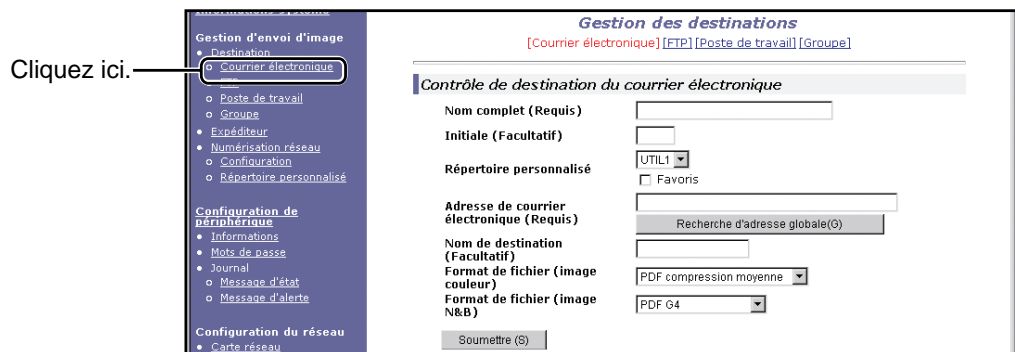 Cliquez ici.
Informations système
Gestion d'envoi d'image
Destination
Courrier électronique
FTP
Poste de travail
Groupe
Expéditeur
Numérisation réseau
Configuration
Répertoire personnalisé
Configuration de
périphérique
Informations
Mots de passe
Journal
Message d'état
Message d'alerte
Configuration du réseau
Carte réseau
Gestion des destinations
[Courrier électronique] [FTP] [Poste de travail] [Groupe]
Contrôle de destination du courrier électronique
Nom complet (Requis)
Initiale (Facultatif)
Répertoire personnalisé
UTIL1
Favoris
Adresse de courrier
électronique (Requis)
Recherche d'adresse globale(G)
Nom de destination
(Facultatif)
Format de fichier (image
couleur)
PDF compression moyenne
Format de fichier (image
N&B)
PDF G4
Soumettre (S)